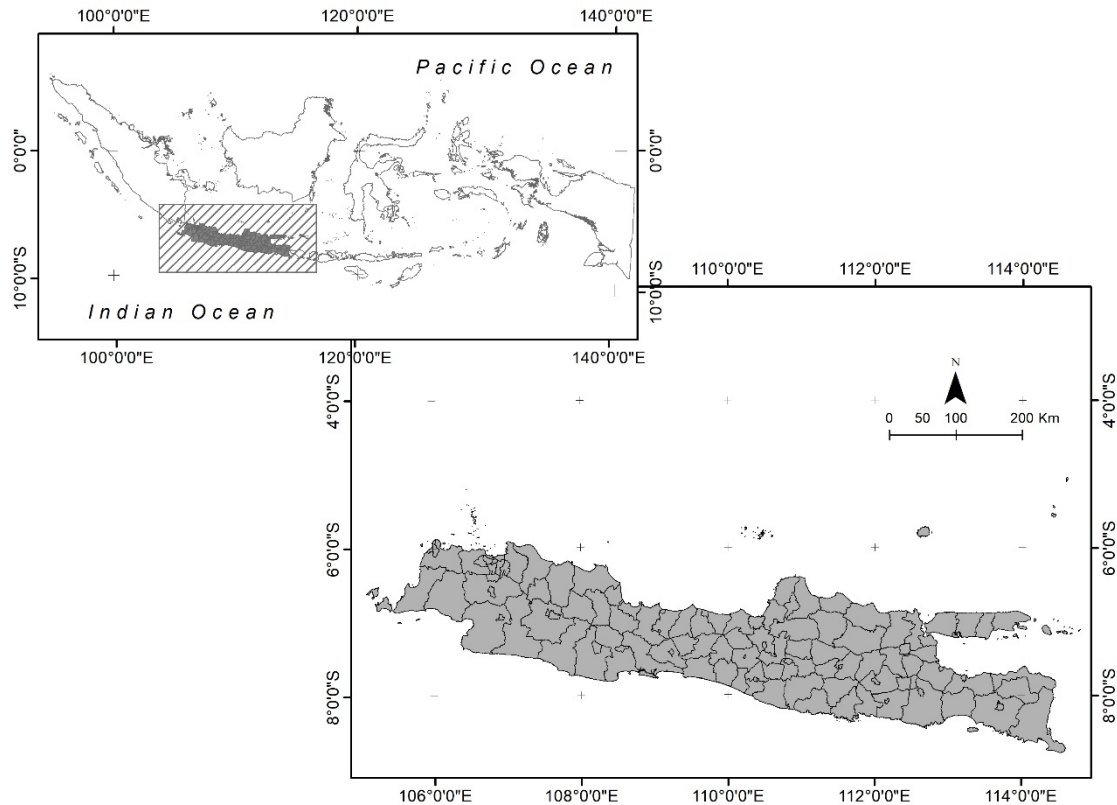 100°0'0"E 120°0'0"E 140°0'0"E
Pacific Ocean
0°0'0" 0°0'0"
10°0'0"S 10°0'0"S
Indian Ocean
100°0'0"E 120°0'0"E 140°0'0"E
110°0'0"E 112°0'0"E 114°0'0"E
N
0 50 100 200 Km
4°0'0"S 4°0'0"S
6°0'0"S 6°0'0"S
8°0'0"S 8°0'0"S
106°0'0"E 108°0'0"E 110°0'0"E 112°0'0"E 114°0'0"E